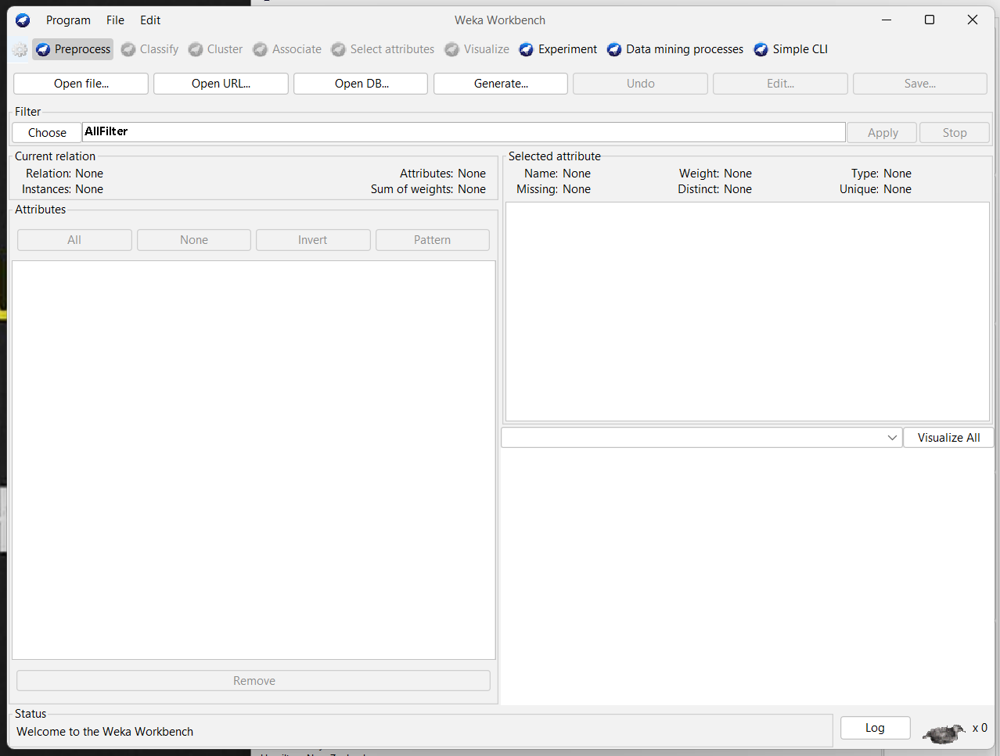 Program File Edit Weka Workbench
Preprocess Classify Cluster Associate Select attributes Visualize Experiment Data mining processes Simple CLI
Open file... Open URL... Open DB... Generate... Undo Edit... Save...
Filter
Choose AllFilter Apply Stop
Current relation
Relation: None Attributes: None
Instances: None Sum of weights: None
Selected attribute
Name: None Weight: None Type: None
Missing: None Distinct: None Unique: None
Attributes
All None Invert Pattern
Visualize All
Remove
Status
Welcome to the Weka Workbench
Log x 0